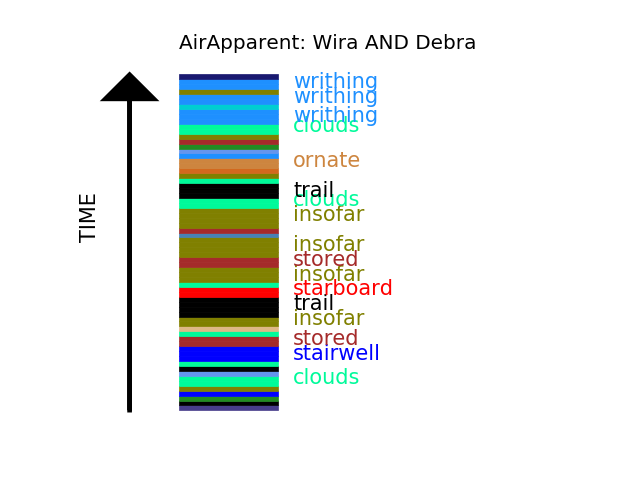 AirApparent: Wira AND Debra
writhing
writhing
writhing
clouds
ornate
trail
clouds
insofar
insofar
stored
insofar
starboard
trail
insofar
stored
stairwell
clouds
TIME